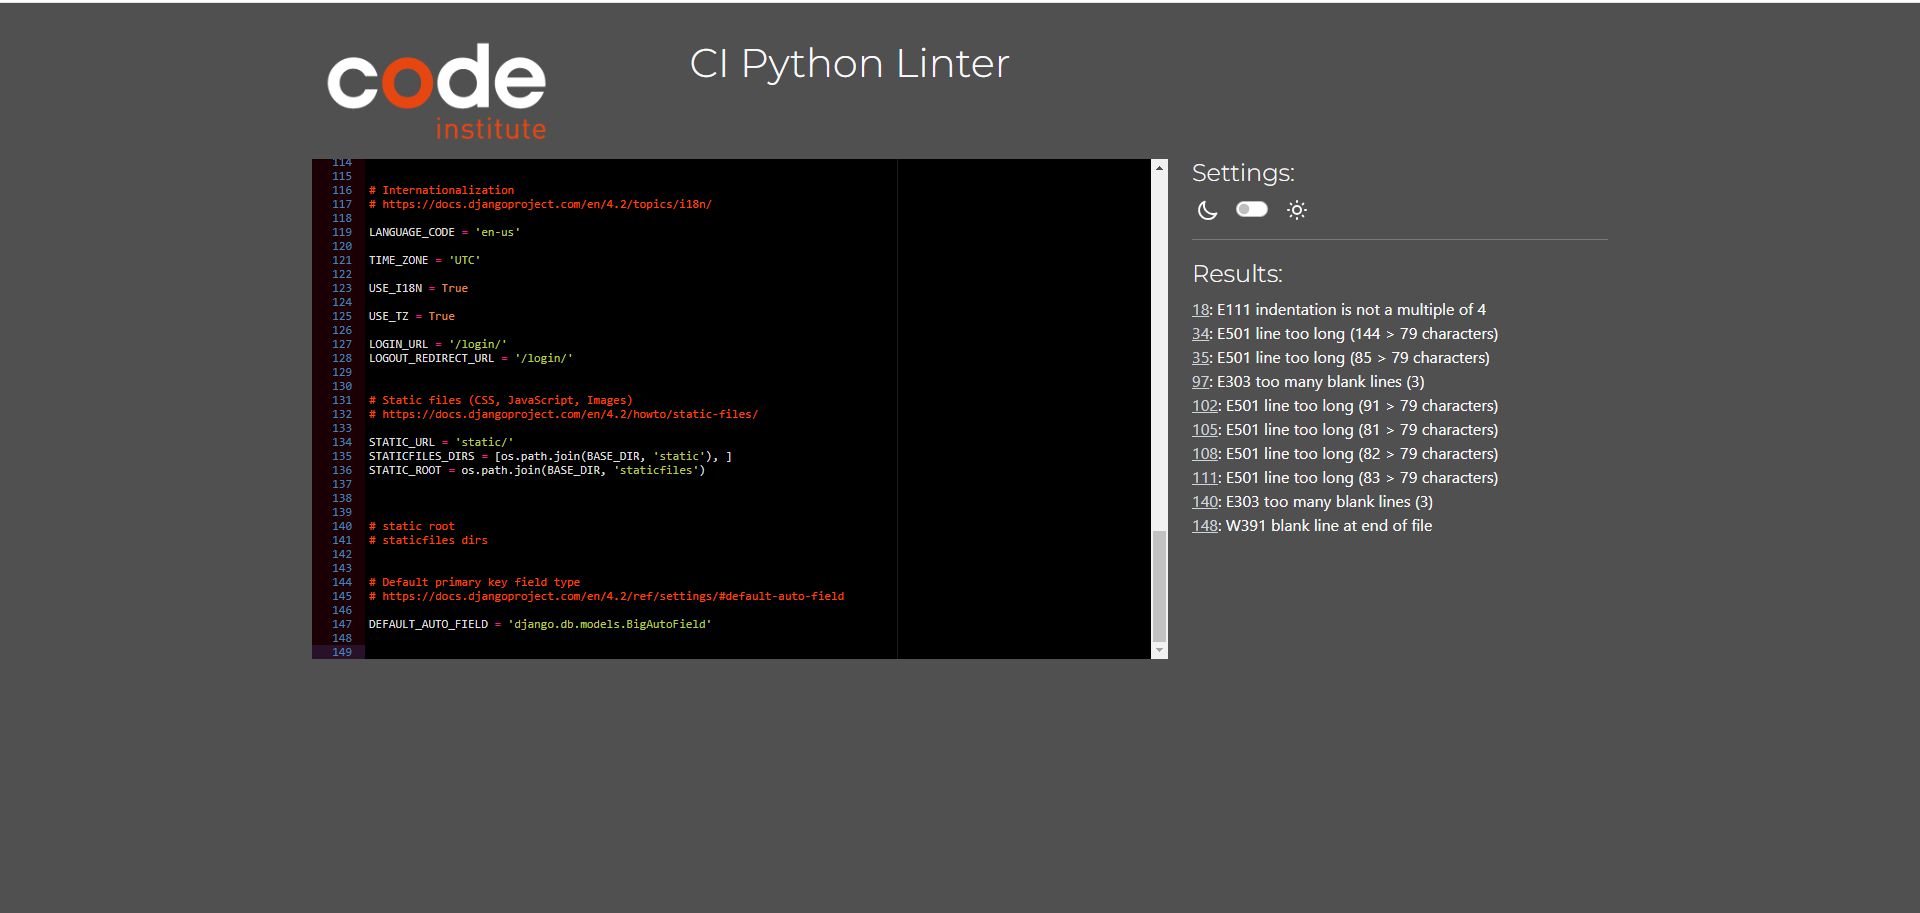 code
institute
CI Python Linter
114
115
116 # Internationalization
117 # https://docs.djangoproject.com/en/4.2/topics/i18n/
118
119 LANGUAGE_CODE = 'en-us'
120
121 TIME_ZONE = 'UTC'
122
123 USE_I18N = True
124
125 USE_TZ = True
126
127 LOGIN_URL = '/login/'
128 LOGOUT_REDIRECT_URL = '/login/'
129
130
131 # Static files (CSS, JavaScript, Images)
132 # https://docs.djangoproject.com/en/4.2/howto/static-files/
133
134 STATIC_URL = 'static/'
135 STATICFILES_DIRS = [os.path.join(BASE_DIR, 'static'), ]
136 STATIC_ROOT = os.path.join(BASE_DIR, 'staticfiles')
137
138
139
140 # static root
141 # staticfiles dirs
142
143
144 # Default primary key field type
145 # https://docs.djangoproject.com/en/4.2/ref/settings/#default-auto-field
146
147 DEFAULT_AUTO_FIELD = 'django.db.models.BigAutoField'
148
149
Settings:
Results:
18: E111 indentation is not a multiple of 4
34: E501 line too long (144 > 79 characters)
35: E501 line too long (85 > 79 characters)
97: E303 too many blank lines (3)
102: E501 line too long (91 > 79 characters)
105: E501 line too long (81 > 79 characters)
108: E501 line too long (82 > 79 characters)
111: E501 line too long (83 > 79 characters)
140: E303 too many blank lines (3)
148: W391 blank line at end of file